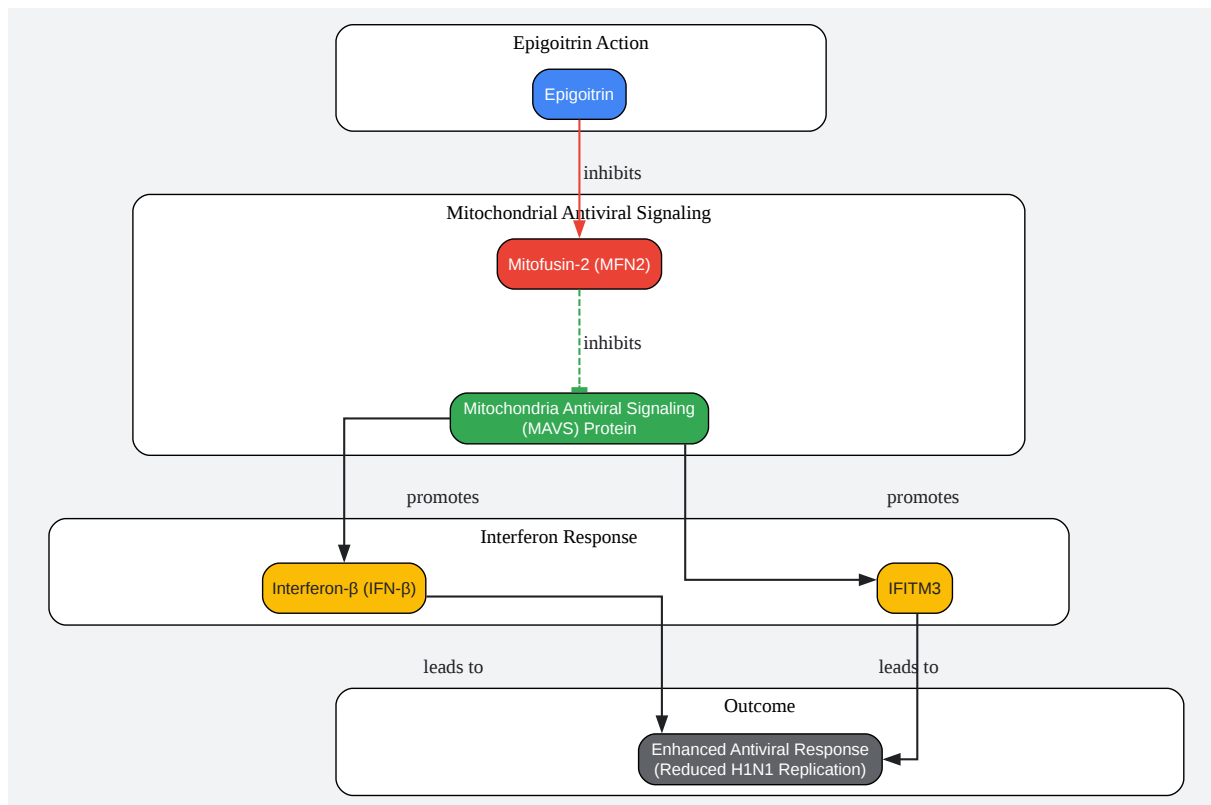 Epigoitrin Action
Epigoitrin
inhibits
Mitochondrial Antiviral Signaling
Mitofusin-2 (MFN2)
inhibits
Mitochondria Antiviral Signaling
(MAVS) Protein
promotes
promotes
Interferon Response
Interferon-β (IFN-β)
IFITM3
leads to
leads to
Outcome
Enhanced Antiviral Response
(Reduced H1N1 Replication)